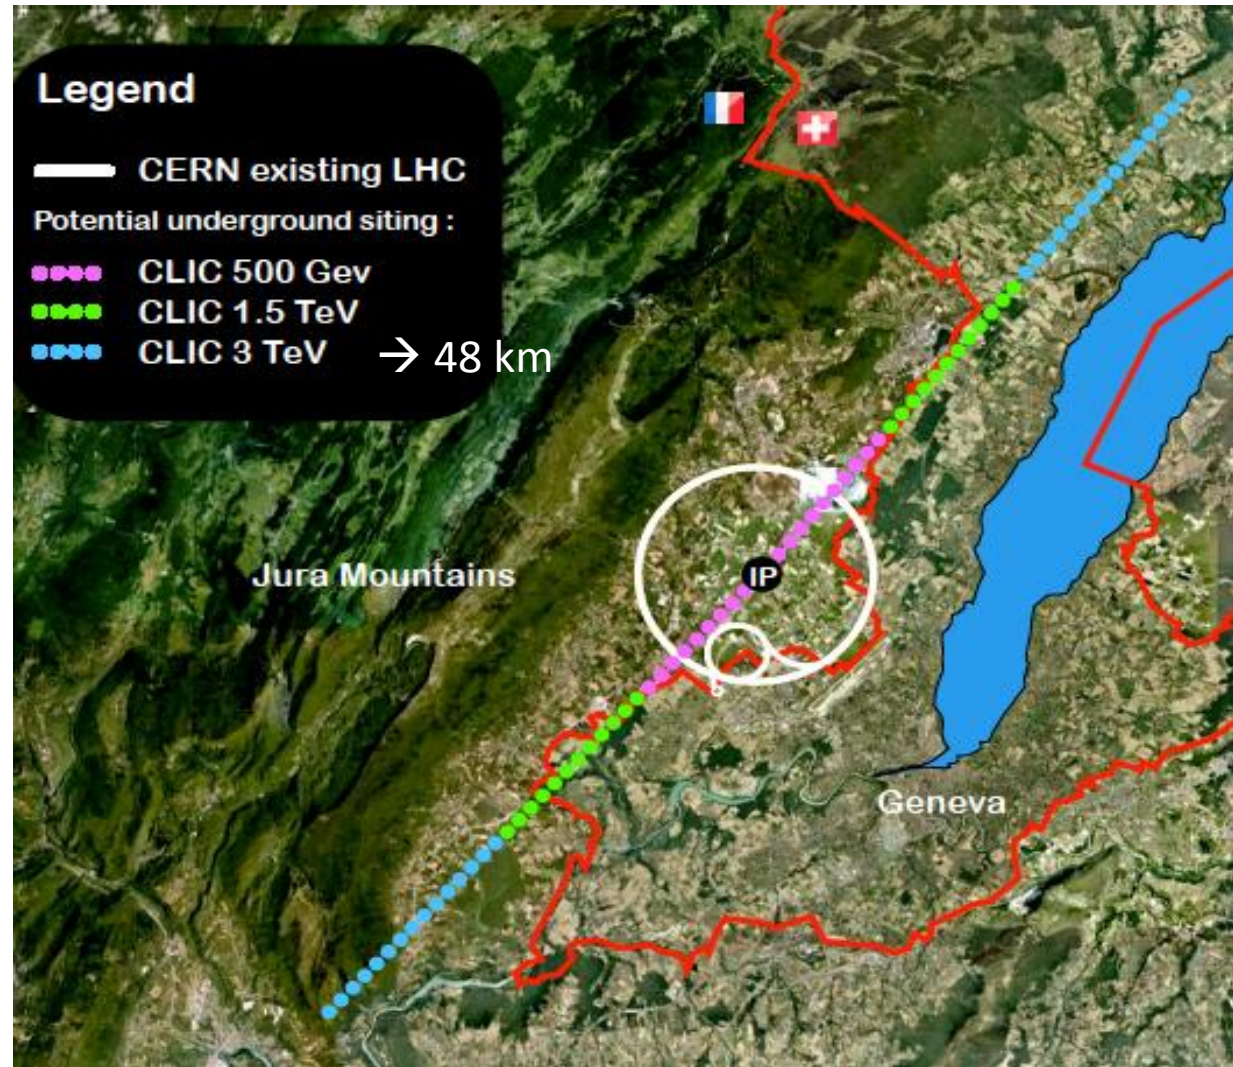 Legend
CERN existing LHC
Potential underground siting :
CLIC 500 Gev
CLIC 1.5 TeV
CLIC 3 TeV → 48 km
IP
Jura Mountains
Geneva